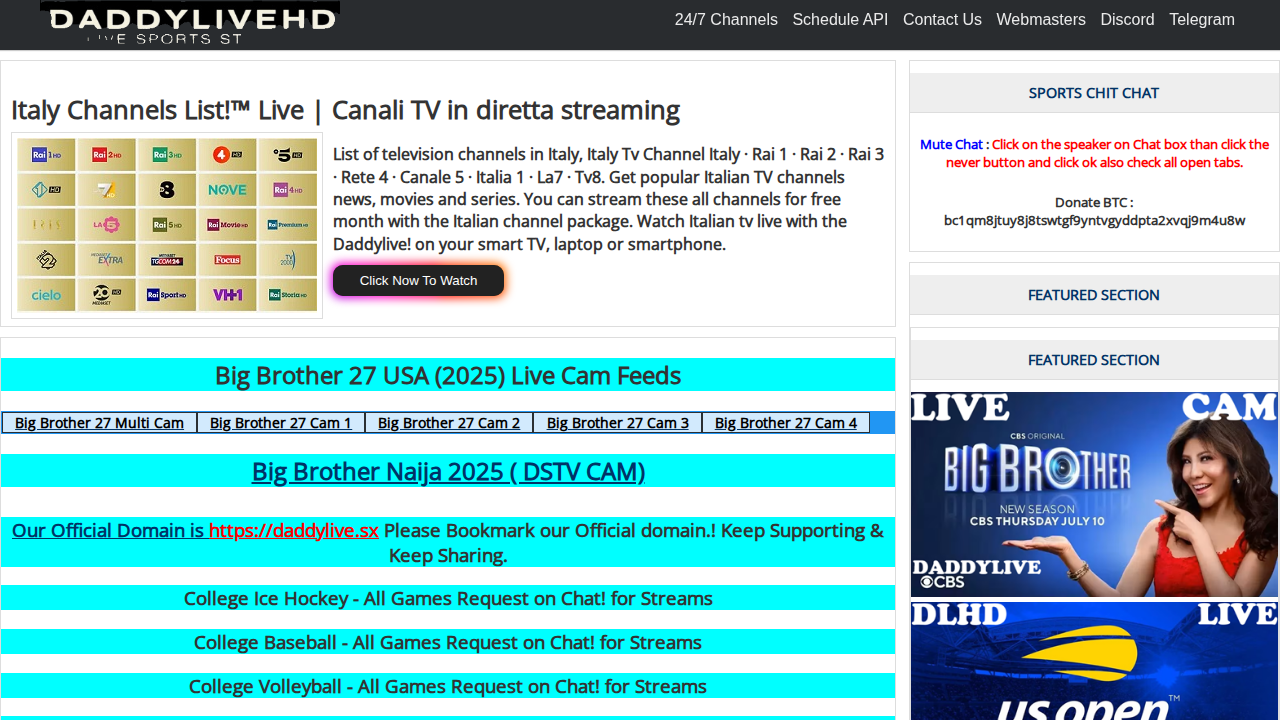 DADDYLIVEHD
LIVE SPORTS ST
24/7 Channels Schedule API Contact Us Webmasters Discord Telegram
Italy Channels List!™ Live | Canali TV in diretta streaming
Rai 1 HD Rai 2 HD Rai 3 HD 4 HD 5 HD
1 HD 7 8 NOVE Rai 4 HD
LA 5 Rai 5 HD Rai Movie HD Rai Premium HD
MEDIASET EXTRA MEDIASET TGCOM24 Focus TV 2000
cielo 20 HD MEDIASET Rai Sport HD VH1 Rai Storia HD
List of television channels in Italy, Italy Tv Channel Italy · Rai 1 · Rai 2 · Rai 3
· Rete 4 · Canale 5 · Italia 1 · La7 · Tv8. Get popular Italian TV channels
news, movies and series. You can stream these all channels for free
month with the Italian channel package. Watch Italian tv live with the
Daddylive! on your smart TV, laptop or smartphone.
Click Now To Watch
Big Brother 27 USA (2025) Live Cam Feeds
Big Brother 27 Multi Cam Big Brother 27 Cam 1 Big Brother 27 Cam 2 Big Brother 27 Cam 3 Big Brother 27 Cam 4
Big Brother Naija 2025 ( DSTV CAM)
Our Official Domain is https://daddylive.sx Please Bookmark our Official domain.! Keep Supporting &
Keep Sharing.
College Ice Hockey - All Games Request on Chat! for Streams
College Baseball - All Games Request on Chat! for Streams
College Volleyball - All Games Request on Chat! for Streams
SPORTS CHIT CHAT
Mute Chat : Click on the speaker on Chat box than click the
never button and click ok also check all open tabs.
Donate BTC :
bc1qm8jtuy8j8tswtgf9yntvgyddpta2xvqj9m4u8w
FEATURED SECTION
FEATURED SECTION
LIVE CAM
CBS ORIGINAL
BIG BROTHER
NEW SEASON
CBS THURSDAY JULY 10
DADDYLIVE
CBS
DLHD LIVE
us open™